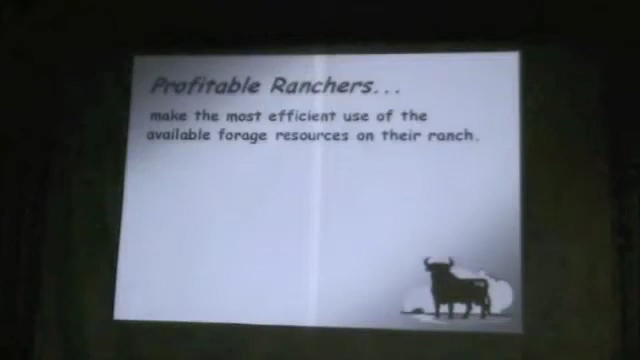 Profitable Ranchers...
make the most efficient use of the
available forage resources on their ranch.